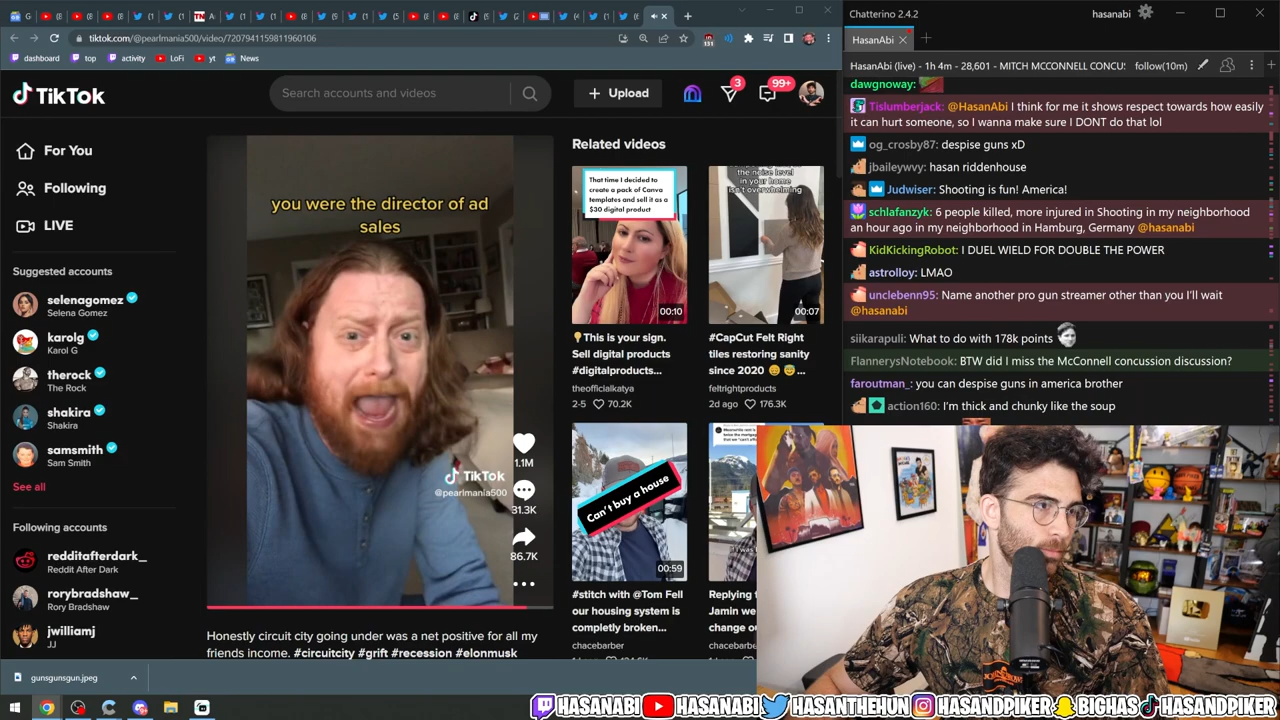 tiktok.com/@pearlmania500/video/7207941159811960106
dashboard
top
activity
LoFi
yt
News
TikTok
Search accounts and videos
Upload
3
99+
For You
Following
LIVE
Suggested accounts
selenagomez
Selena Gomez
karolg
Karol G
therock
The Rock
shakira
Shakira
samsmith
Sam Smith
See all
Following accounts
redditafterdark_
Reddit After Dark
rorybradshaw_
Rory Bradshaw
jwilliamj
JJ
you were the director of ad
sales
TikTok
@pearlmania500
1.1M
31.3K
86.7K
Honestly circuit city going under was a net positive for all my
friends income. #circuitcity #grift #recession #elonmusk
Related videos
That time I decided to
create a pack of Canva
templates and sell it as a
$30 digital product
00:10
This is your sign.
Sell digital products
#digitalproducts...
theofficialkatya
2-5 70.2K
the noise level
in your home
isn't overwhelming
00:07
#CapCut Felt Right
tiles restoring sanity
since 2020
...
feltrightproducts
2d ago 176.3K
Can't buy a house
00:59
#stitch with @Tom Fell
our housing system is
completly broken...
chacebarber
Replying
Jamin we
change ou
chacebarbe
gunsgunsgun.jpeg
Chatterino 2.4.2
hasanabi
HasanAbi
HasanAbi (live) - 1h 4m - 28,601 - MITCH MCCONNELL CONCUS
follow(10m)
dawgnoway:
Tislumberjack: @HasanAbi I think for me it shows respect towards how easily
it can hurt someone, so I wanna make sure I DONT do that lol
og_crosby87: despise guns xD
jbaileywvy: hasan riddenhouse
Judwiser: Shooting is fun! America!
schlafanzyk: 6 people killed, more injured in Shooting in my neighborhood
an hour ago in my neighborhood in Hamburg, Germany @hasanabi
KidKickingRobot: I DUEL WIELD FOR DOUBLE THE POWER
astrolloy: LMAO
unclebenn95: Name another pro gun streamer other than you I'll wait
@hasanabi
siikarapuli: What to do with 178k points
FlannerysNotebook: BTW did I miss the McConnell concussion discussion?
faroutman_: you can despise guns in america brother
action160: I'm thick and chunky like the soup
HASANABI HASANABI HASANTHEHUN HASANDPIKER BIGHAS HASANDPIKER